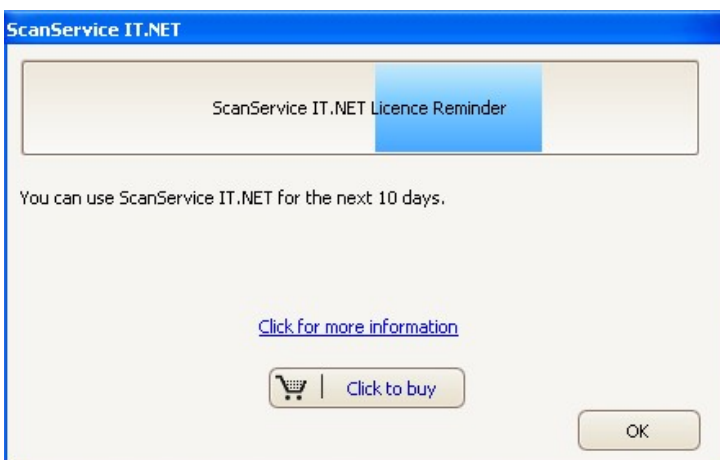 ScanService IT.NET
ScanService IT.NET Licence Reminder
You can use ScanService IT.NET for the next 10 days.
Click for more information
Click to buy
OK